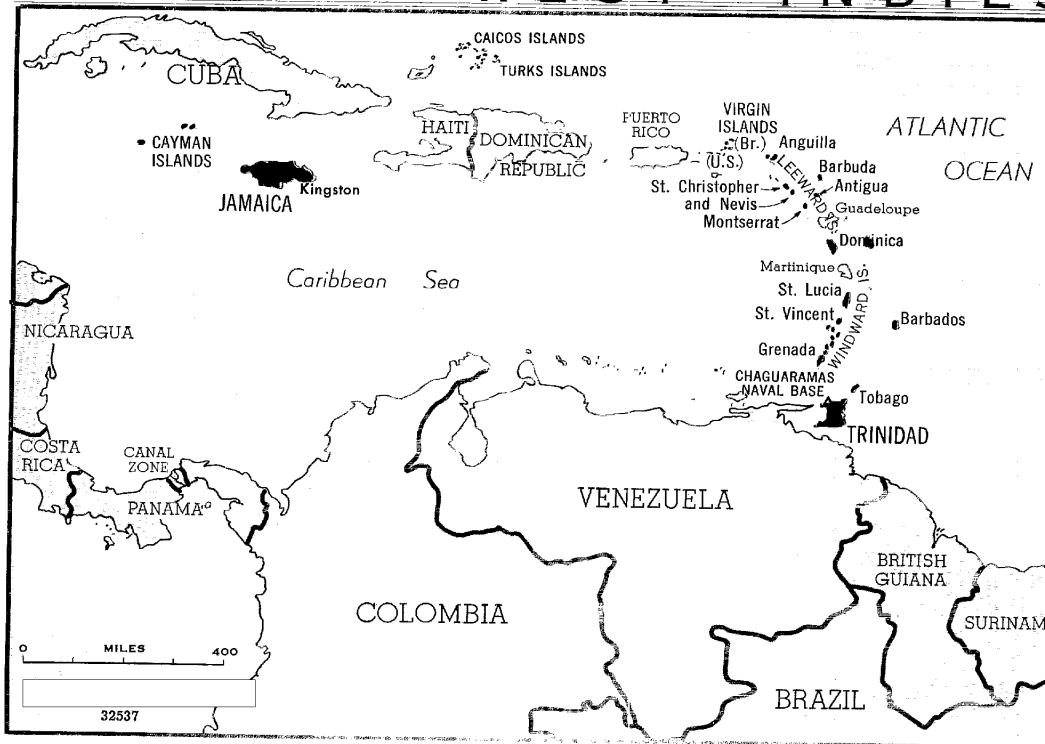 WEST INDIES
CAICOS ISLANDS
TURKS ISLANDS
CUBA
HAITI
DOMINICAN
REPUBLIC
PUERTO
RICO
VIRGIN
ISLANDS
(Br.)
(U.S.)
Anguilla
ATLANTIC
OCEAN
CAYMAN
ISLANDS
Kingston
JAMAICA
LEEWARD IS.
Barbuda
Antigua
St. Christopher
and Nevis
Montserrat
Guadeloupe
Dominica
Caribbean Sea
Martinique
St. Lucia
St. Vincent
WINDWARD IS.
Barbados
Grenada
NICARAGUA
CHAGUARAMAS
NAVAL BASE
Tobago
TRINIDAD
COSTA
RICA
CANAL
ZONE
PANAMA
VENEZUELA
BRITISH
GUIANA
COLOMBIA
SURINAM
BRAZIL
0 MILES 400
32537